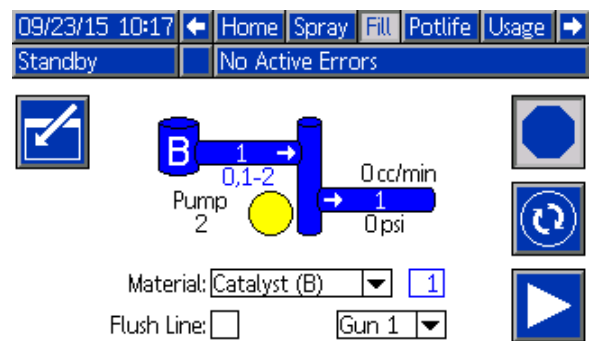 09/23/15 10:17 Home Spray Fill Potlife Usage
Standby No Active Errors
B 1
0,1-2 0 cc/min
Pump 1
2 0 psi
Material: Catalyst (B) 1
Flush Line: Gun 1